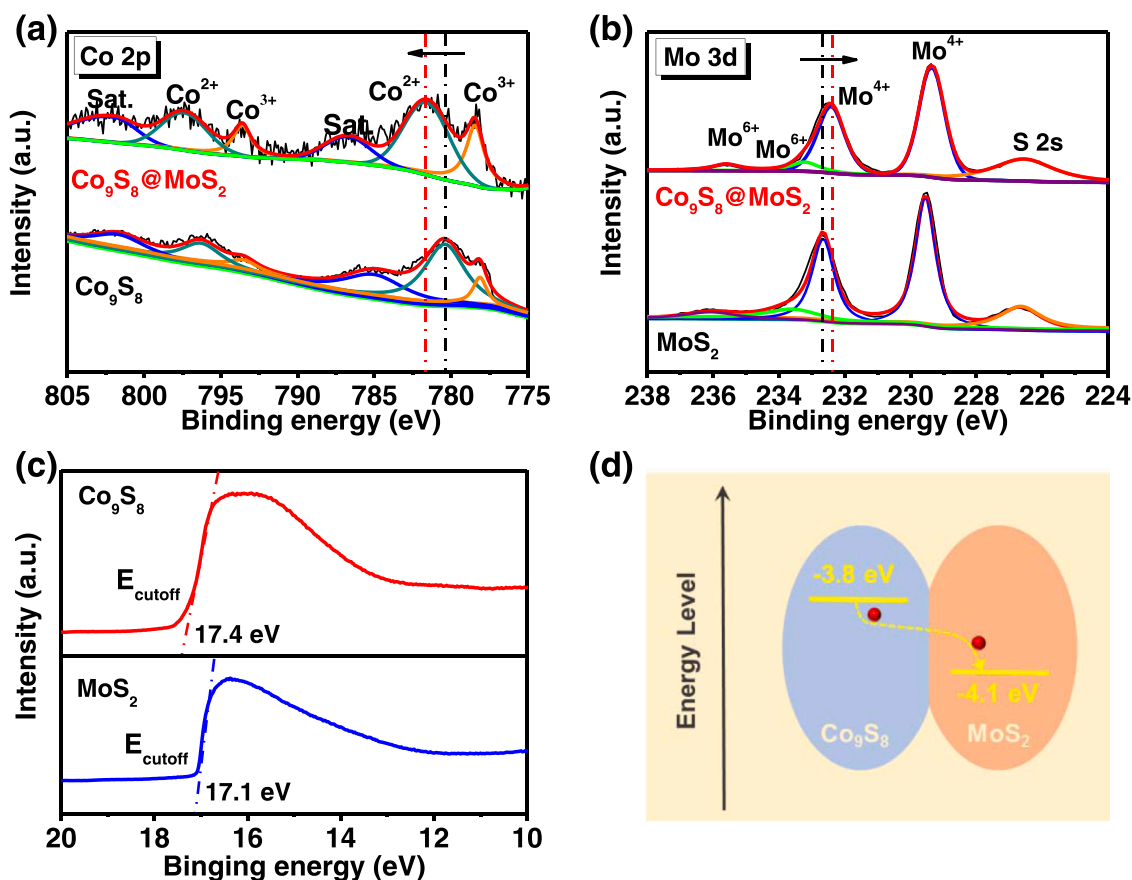 (a)
Co 2p
Sat.
Co²⁺
Co³⁺
Sat.
Co²⁺
Co³⁺
Co₉S₈@MoS₂
Co₉S₈
Intensity (a.u.)
805 800 795 790 785 780 775
Binding energy (eV)
(b)
Mo 3d
Mo⁶⁺
Mo⁶⁺
Mo⁴⁺
Mo⁴⁺
S 2s
Co₉S₈@MoS₂
MoS₂
Intensity (a.u.)
238 236 234 232 230 228 226 224
Binding energy (eV)
(c)
Co₉S₈
E cutoff
17.4 eV
MoS₂
E cutoff
17.1 eV
Intensity (a.u.)
20 18 16 14 12 10
Binging energy (eV)
(d)
Energy Level
-3.8 eV
-4.1 eV
Co₉S₈
MoS₂